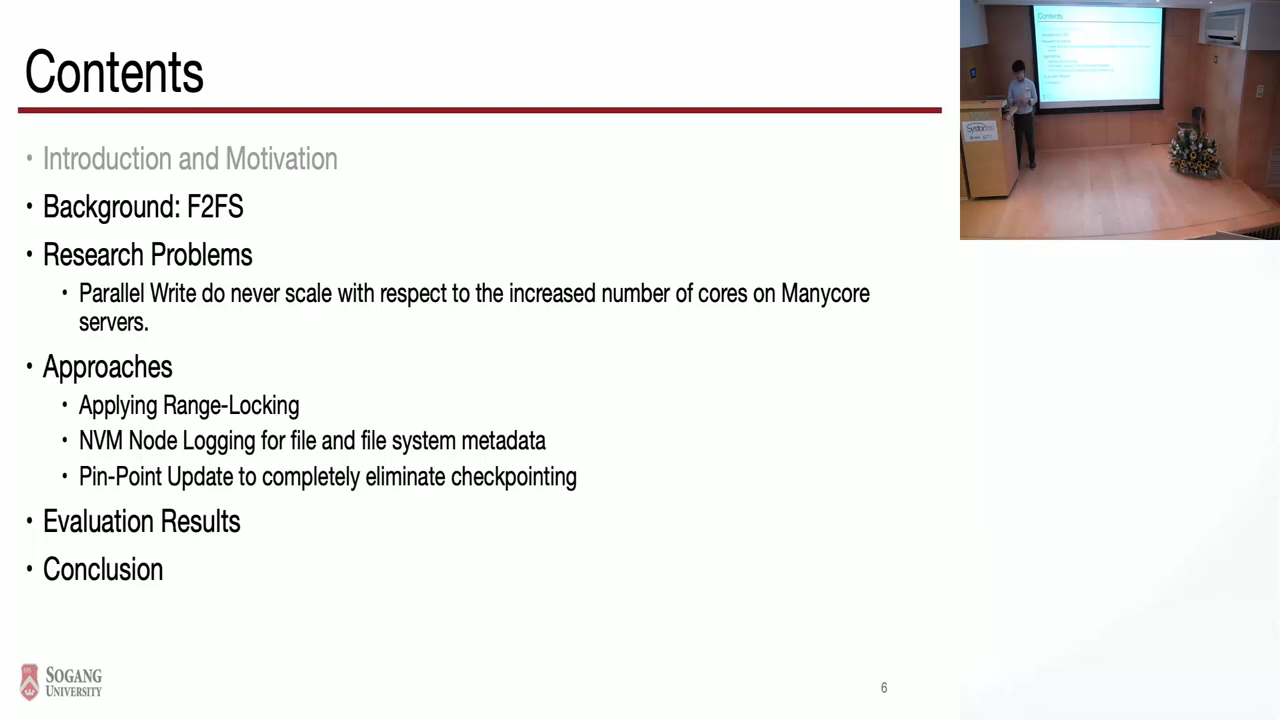 Contents
• Introduction and Motivation
• Background: F2FS
• Research Problems
• Parallel Write do never scale with respect to the increased number of cores on Manycore
servers.
• Approaches
• Applying Range-Locking
• NVM Node Logging for file and file system metadata
• Pin-Point Update to completely eliminate checkpointing
• Evaluation Results
• Conclusion
SOGANG
UNIVERSITY
6
Contents